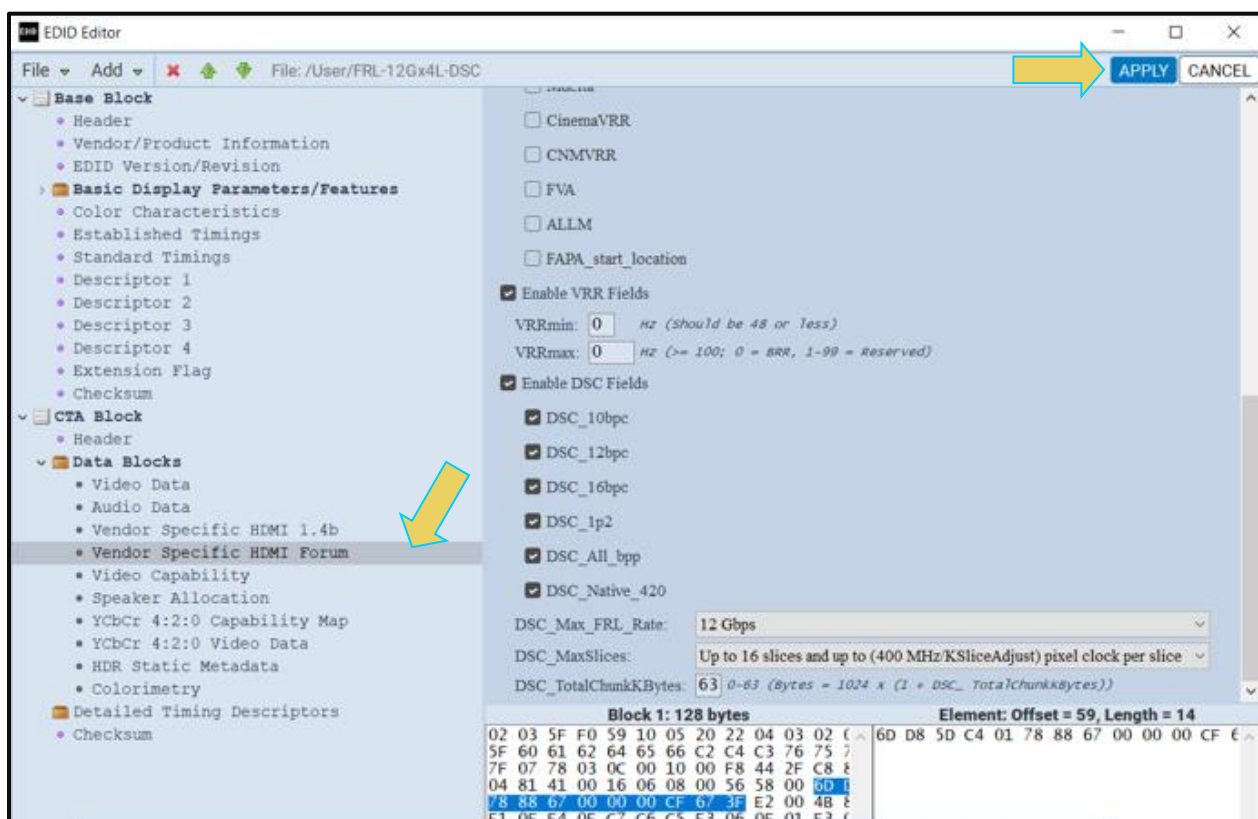 EDID EDID Editor
File Add File: /User/FRL-12Gx4L-DSC APPLY CANCEL
Base Block
Header
Vendor/Product Information
EDID Version/Revision
Basic Display Parameters/Features
Color Characteristics
Established Timings
Standard Timings
Descriptor 1
Descriptor 2
Descriptor 3
Descriptor 4
Extension Flag
Checksum
CTA Block
Header
Data Blocks
Video Data
Audio Data
Vendor Specific HDMI 1.4b
Vendor Specific HDMI Forum
Video Capability
Speaker Allocation
YCbCr 4:2:0 Capability Map
YCbCr 4:2:0 Video Data
HDR Static Metadata
Colorimetry
Detailed Timing Descriptors
Checksum
CinemaVRR
CNMVRR
FVA
ALLM
FAPA_start_location
Enable VRR Fields
VRRmin: 0 Hz (Should be 48 or less)
VRRmax: 0 Hz (>= 100; 0 = BRR, 1-99 = Reserved)
Enable DSC Fields
DSC_10bpc
DSC_12bpc
DSC_16bpc
DSC_1p2
DSC_All_bpp
DSC_Native_420
DSC_Max_FRL_Rate: 12 Gbps
DSC_MaxSlices: Up to 16 slices and up to (400 MHz/KSliceAdjust) pixel clock per slice
DSC_TotalChunkKBytes: 63 0-63 (Bytes = 1024 x (1 + DSC_ TotalChunkKBytes))
Block 1: 128 bytes
02 03 5F F0 59 10 05 20 22 04 03 02
5F 60 61 62 64 65 66 C2 C4 C3 76 75
7F 07 78 03 0C 00 10 00 F8 44 2F C8
04 81 41 00 16 06 08 00 56 58 00 6D
78 88 67 00 00 00 CF 67 3F E2 00 4B
Element: Offset = 59, Length = 14
6D D8 5D C4 01 78 88 67 00 00 00 CF